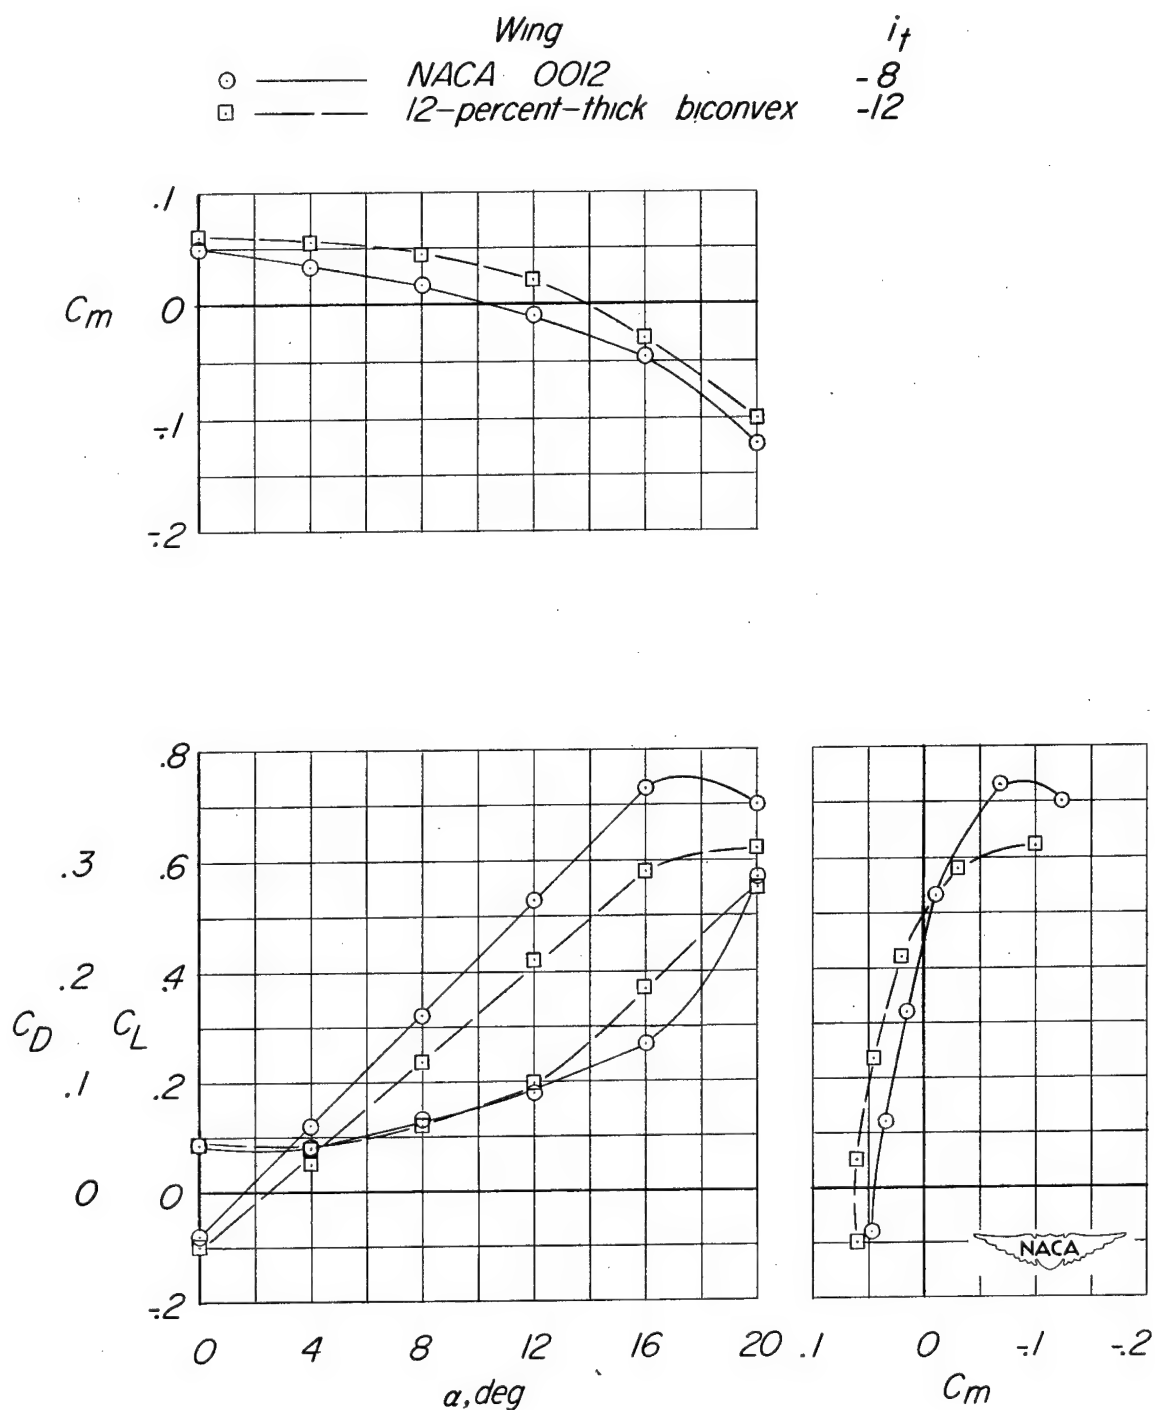 Wing i_t
NACA 0012 -8
12-percent-thick biconvex -12
.1
C_m 0
-.1
-.2
.8
.3 .6
.2 .4
C_D C_L
.1 .2
0 0
-.2
0 4 8 12 16 20 .1 0 -.1 -.2
α, deg C_m
NACA